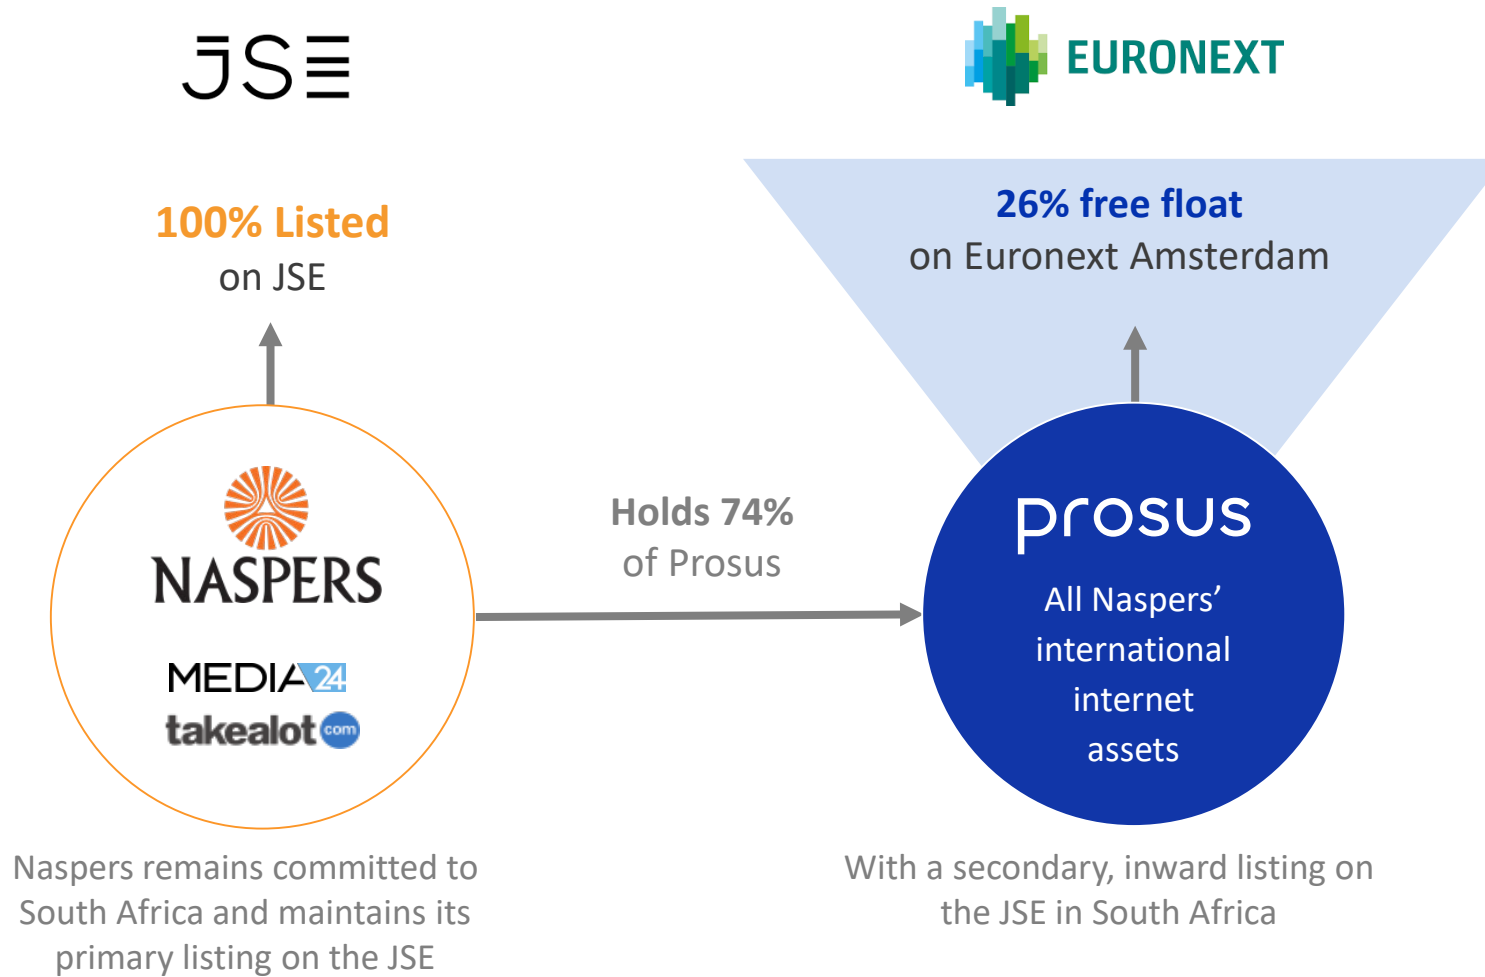 JSE
EURONEXT
100% Listed
on JSE
26% free float
on Euronext Amsterdam
NASPERS
MEDIA24
takealot com
Holds 74%
of Prosus
prosus
All Naspers’
international
internet
assets
Naspers remains committed to
South Africa and maintains its
primary listing on the JSE
With a secondary, inward listing on
the JSE in South Africa